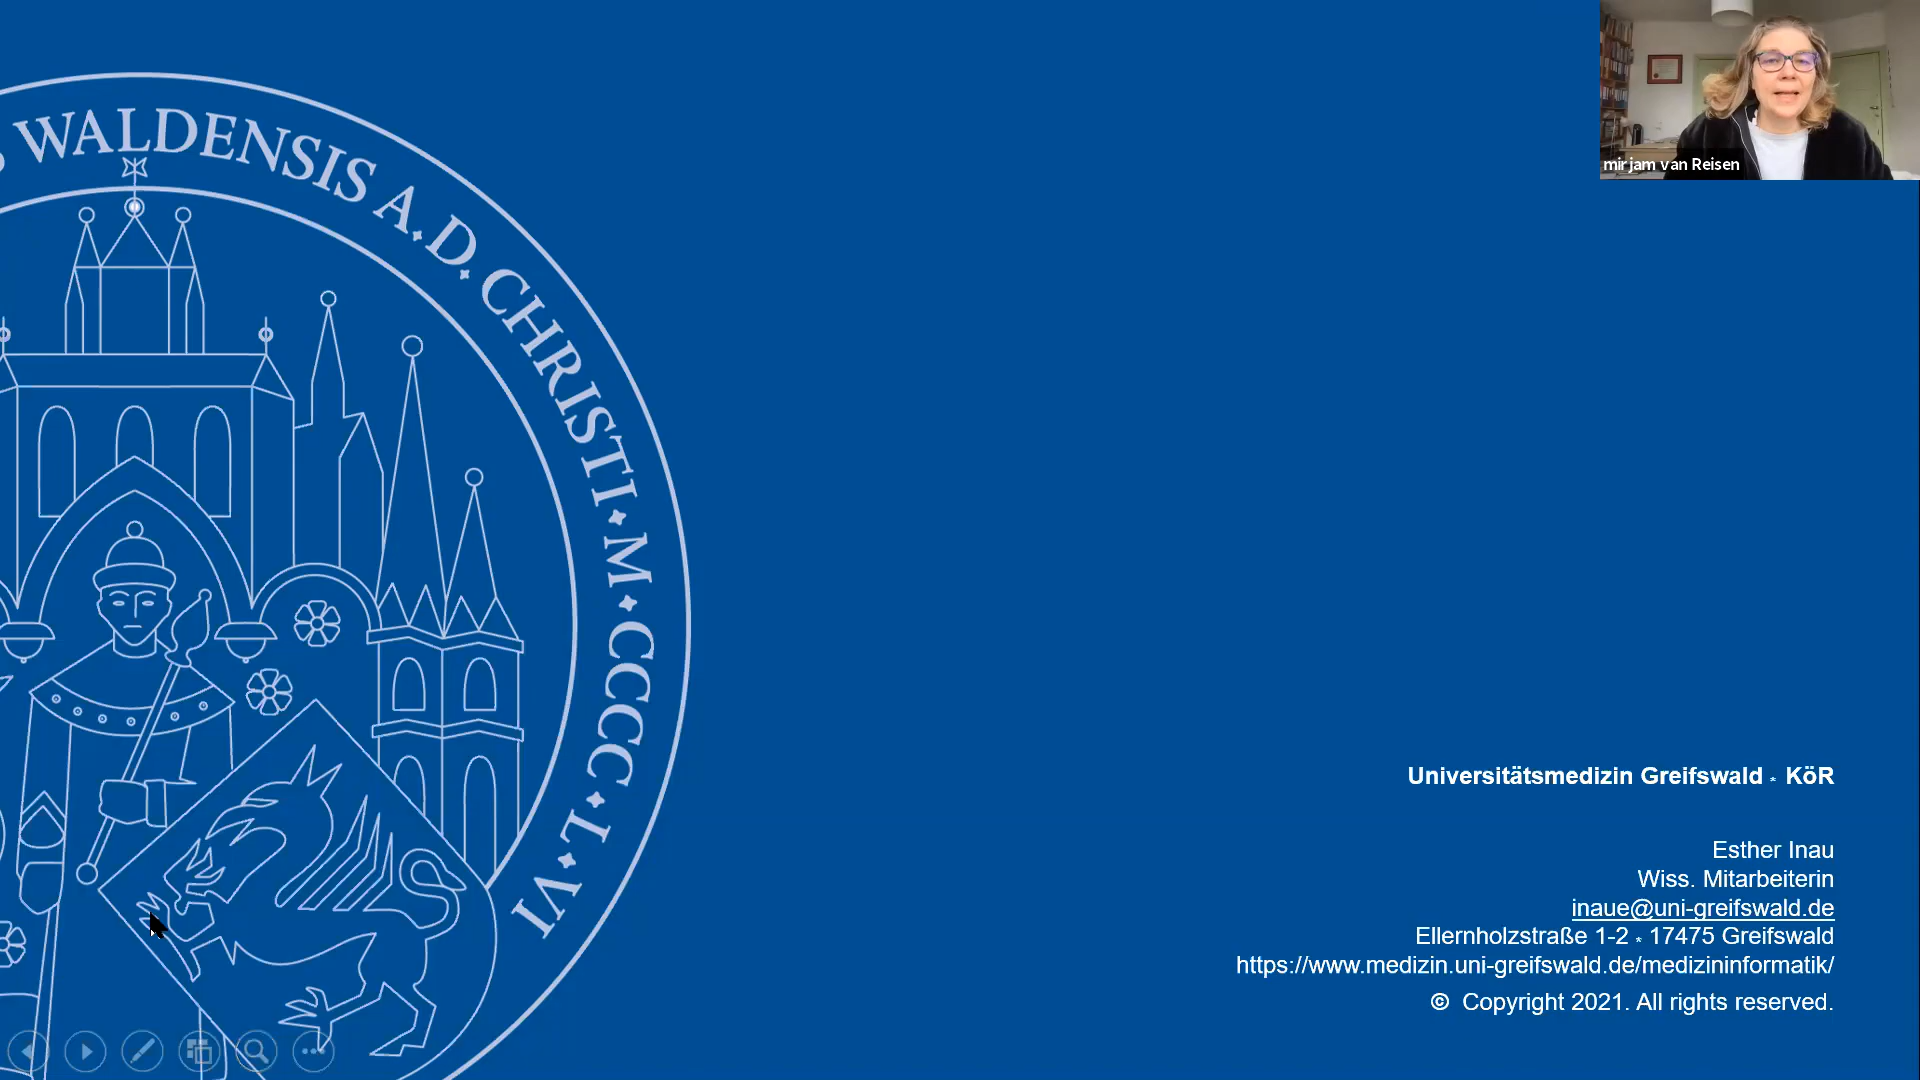 WALDENSIS A.D. CHRISTI · M · CCCC · L · VI
mirjam van Reisen
Universitätsmedizin Greifswald * KöR
Esther Inau
Wiss. Mitarbeiterin
inaue@uni-greifswald.de
Ellernholzstraße 1-2 * 17475 Greifswald
https://www.medizin.uni-greifswald.de/medizininformatik/
© Copyright 2021. All rights reserved.